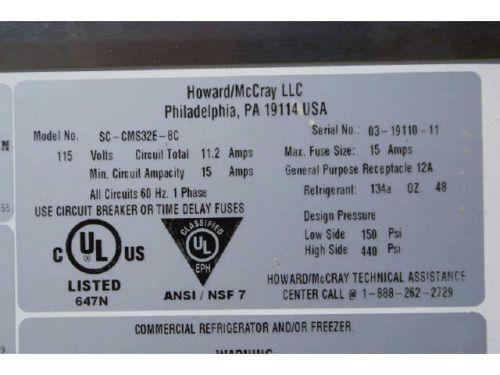 Howard/McCray LLC
Philadelphia, PA 19114 USA
Model No. SC-CMS32E-8C Serial No: 03-19110-11
115 Volts Circuit Total 11.2 Amps Max. Fuse Size: 15 Amps
Min. Circuit Ampacity 15 Amps General Purpose Receptacle 12A
All Circuits 60 Hz. 1 Phase Refrigerant: 134a OZ. 48
USE CIRCUIT BREAKER OR TIME DELAY FUSES
Design Pressure
Low Side 150 Psi
High Side 440 Psi
C UL US
LISTED
647N
CLASSIFIED
UL
EPH
ANSI / NSF 7
HOWARD/McCRAY TECHNICAL ASSISTANCE
CENTER CALL @ 1-888-262-2729
COMMERCIAL REFRIGERATOR AND/OR FREEZER.
WARNING